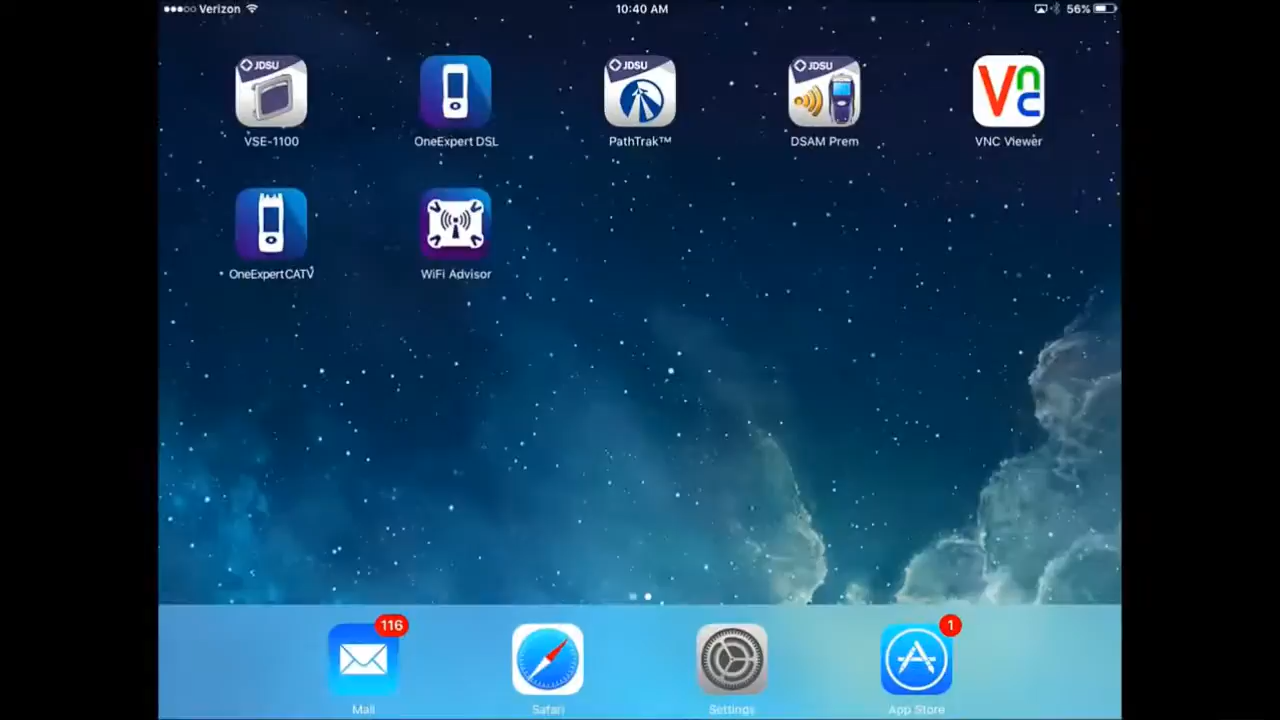 Verizon
10:40 AM
56%
JDSU
JDSU
JDSU
Vnc
VSE-1100
OneExpert DSL
PathTrak™
DSAM Prem
VNC Viewer
OneExpertCATV
WiFi Advisor
116
1
Mail
Safari
Settings
App Store